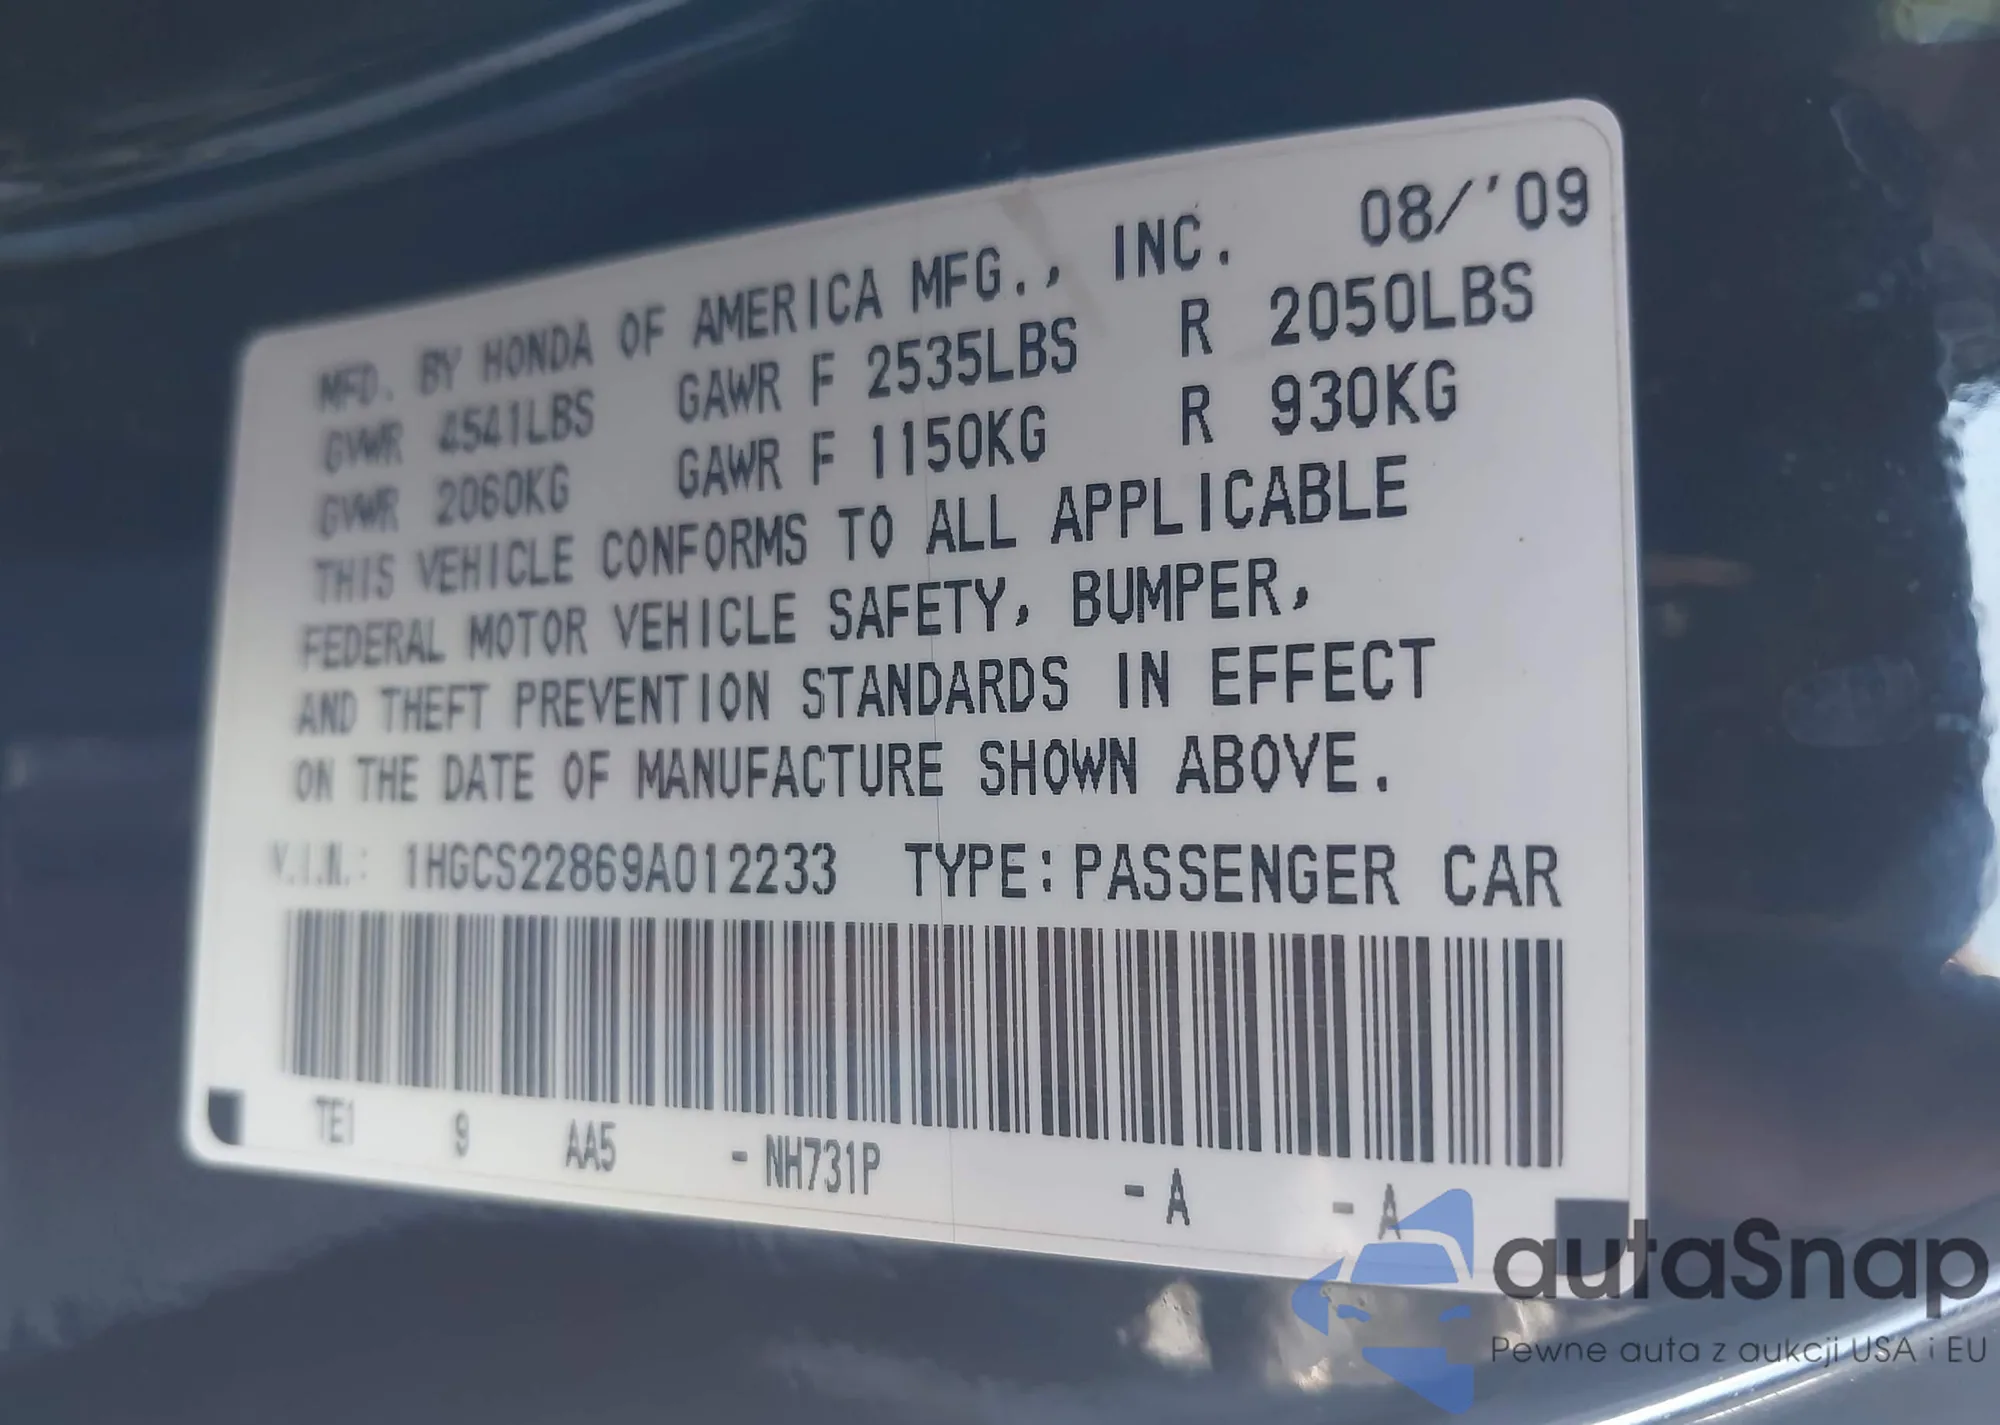 MFD. BY HONDA OF AMERICA MFG., INC. 08/'09
GVWR 4541LBS GAWR F 2535LBS R 2050LBS
GVWR 2060KG GAWR F 1150KG R 930KG
THIS VEHICLE CONFORMS TO ALL APPLICABLE
FEDERAL MOTOR VEHICLE SAFETY, BUMPER,
AND THEFT PREVENTION STANDARDS IN EFFECT
ON THE DATE OF MANUFACTURE SHOWN ABOVE.
V.I.N.: 1HGCS22869A012233 TYPE: PASSENGER CAR
TE1 9 AA5 - NH731P - A - A
autaSnap
Pewne auta z aukcji USA i EU